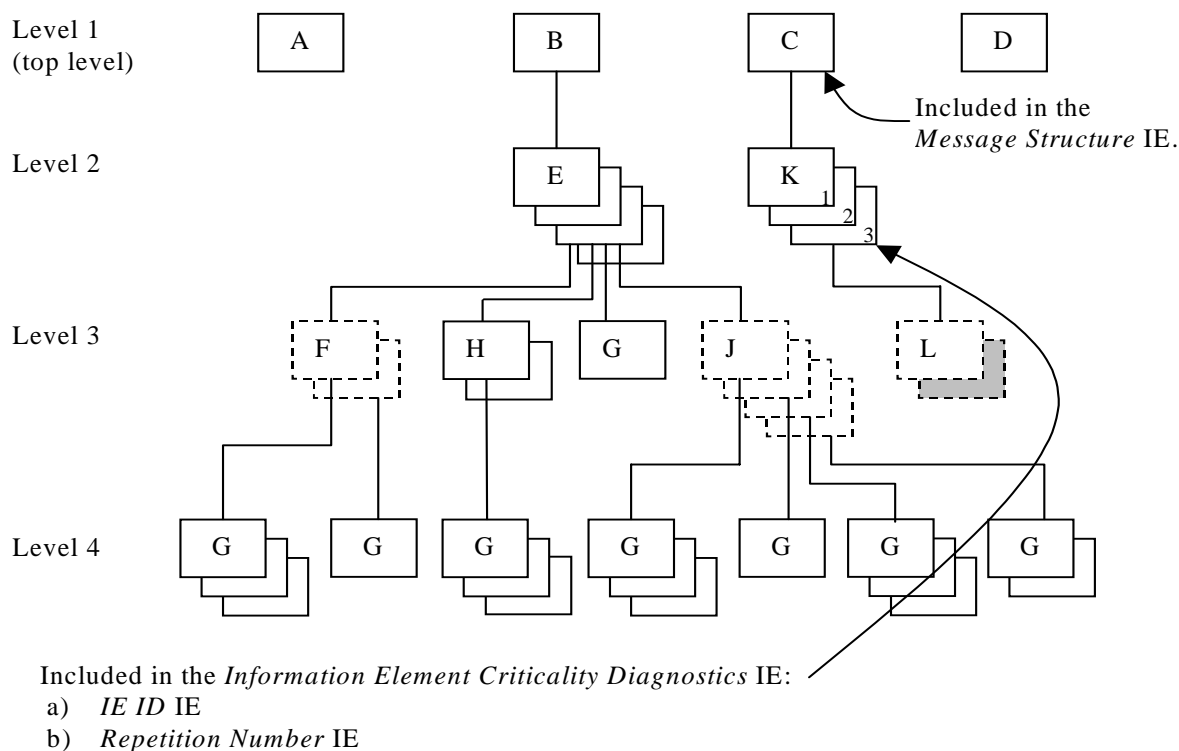 Level 1
(top level)
A
B
C
D
Included in the
Message Structure IE.
Level 2
E
K
1
2
3
Level 3
F
H
G
J
L
Level 4
G
G
G
G
G
G
G
Included in the Information Element Criticality Diagnostics IE:
a) IE ID IE
b) Repetition Number IE